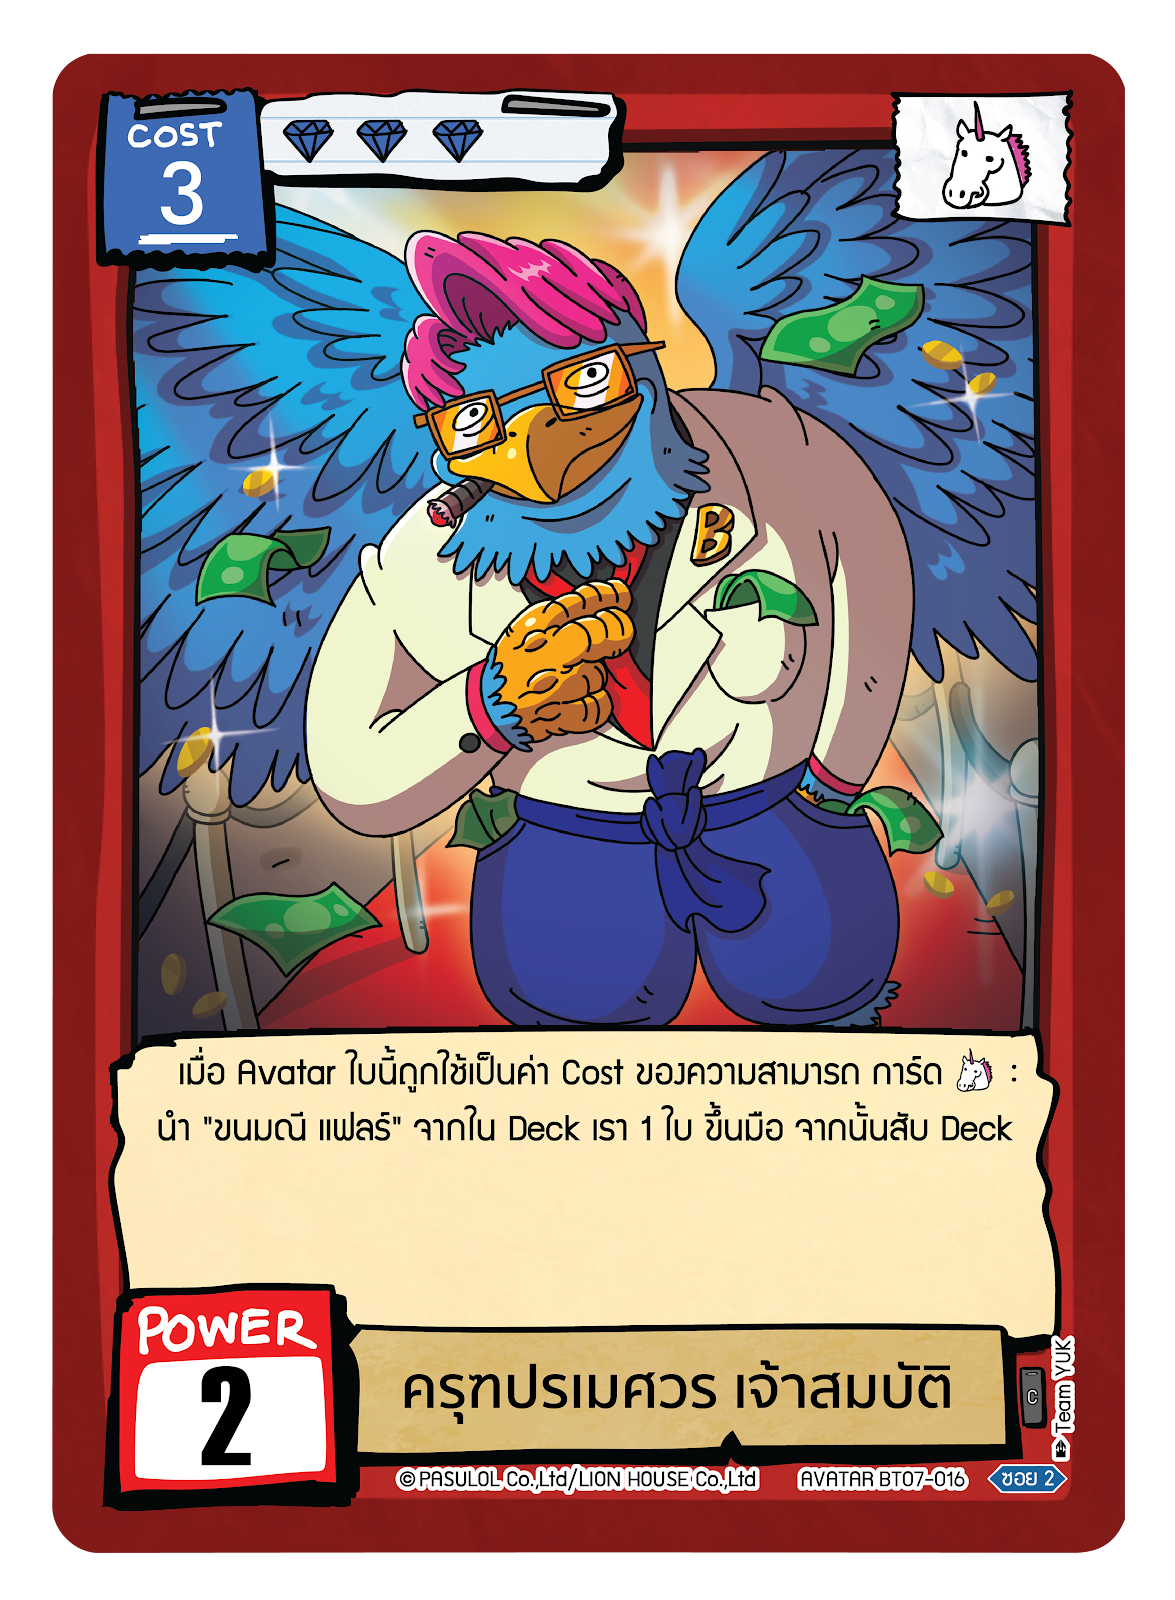 COST
3
เมื่อ Avatar ใบนี้ถูกใช้เป็นค่า Cost ของความสามารถ การ์ด :
นำ "ขนมณี แฟลร์" จากใน Deck เรา 1 ใบ ขึ้นมือ จากนั้นสับ Deck
POWER
2
ครุฑปรเมศวร เจ้าสมบัติ
C
Team YUK
© PASULOL Co.,Ltd/LION HOUSE Co.,Ltd AVATAR BT07-016 ซอย 2
B